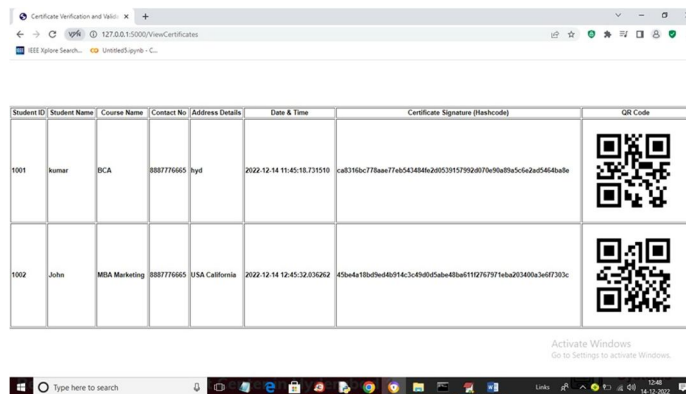 Certificate Verification and Valid
127.0.0.1:5000/ViewCertificates
IEEE Xplore Search...
Untitled5.ipynb - C...
Student ID Student Name Course Name Contact No Address Details Date & Time Certificate Signature (Hashcode) QR Code
1001 kumar BCA 8887776665 hyd 2022-12-14 11:45:18.731510 ca8316bc778aae77eb543484fe2d0539157992d070e90a89a5c6e2ad5464ba8e
1002 John MBA Marketing 8887776665 USA California 2022-12-14 12:45:32.036262 45be4a18bd9ed4b914c3c49d0d5abe48ba611f2767971eba203400a3e6f7303c
Activate Windows
Go to Settings to activate Windows.
Type here to search
Links
12:48
14-12-2022